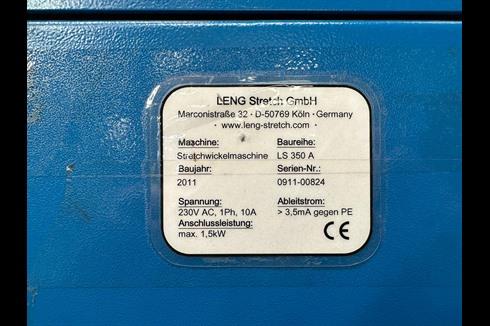 LENG Stretch GmbH
Marconistraße 32 · D-50769 Köln · Germany
· www.leng-stretch.com ·
Maschine: Baureihe:
Stretchwickelmaschine LS 350 A
Baujahr: Serien-Nr.:
2011 0911-00824
Spannung: Ableitstrom:
230V AC, 1Ph, 10A > 3,5mA gegen PE
Anschlussleistung:
max. 1,5kW CE